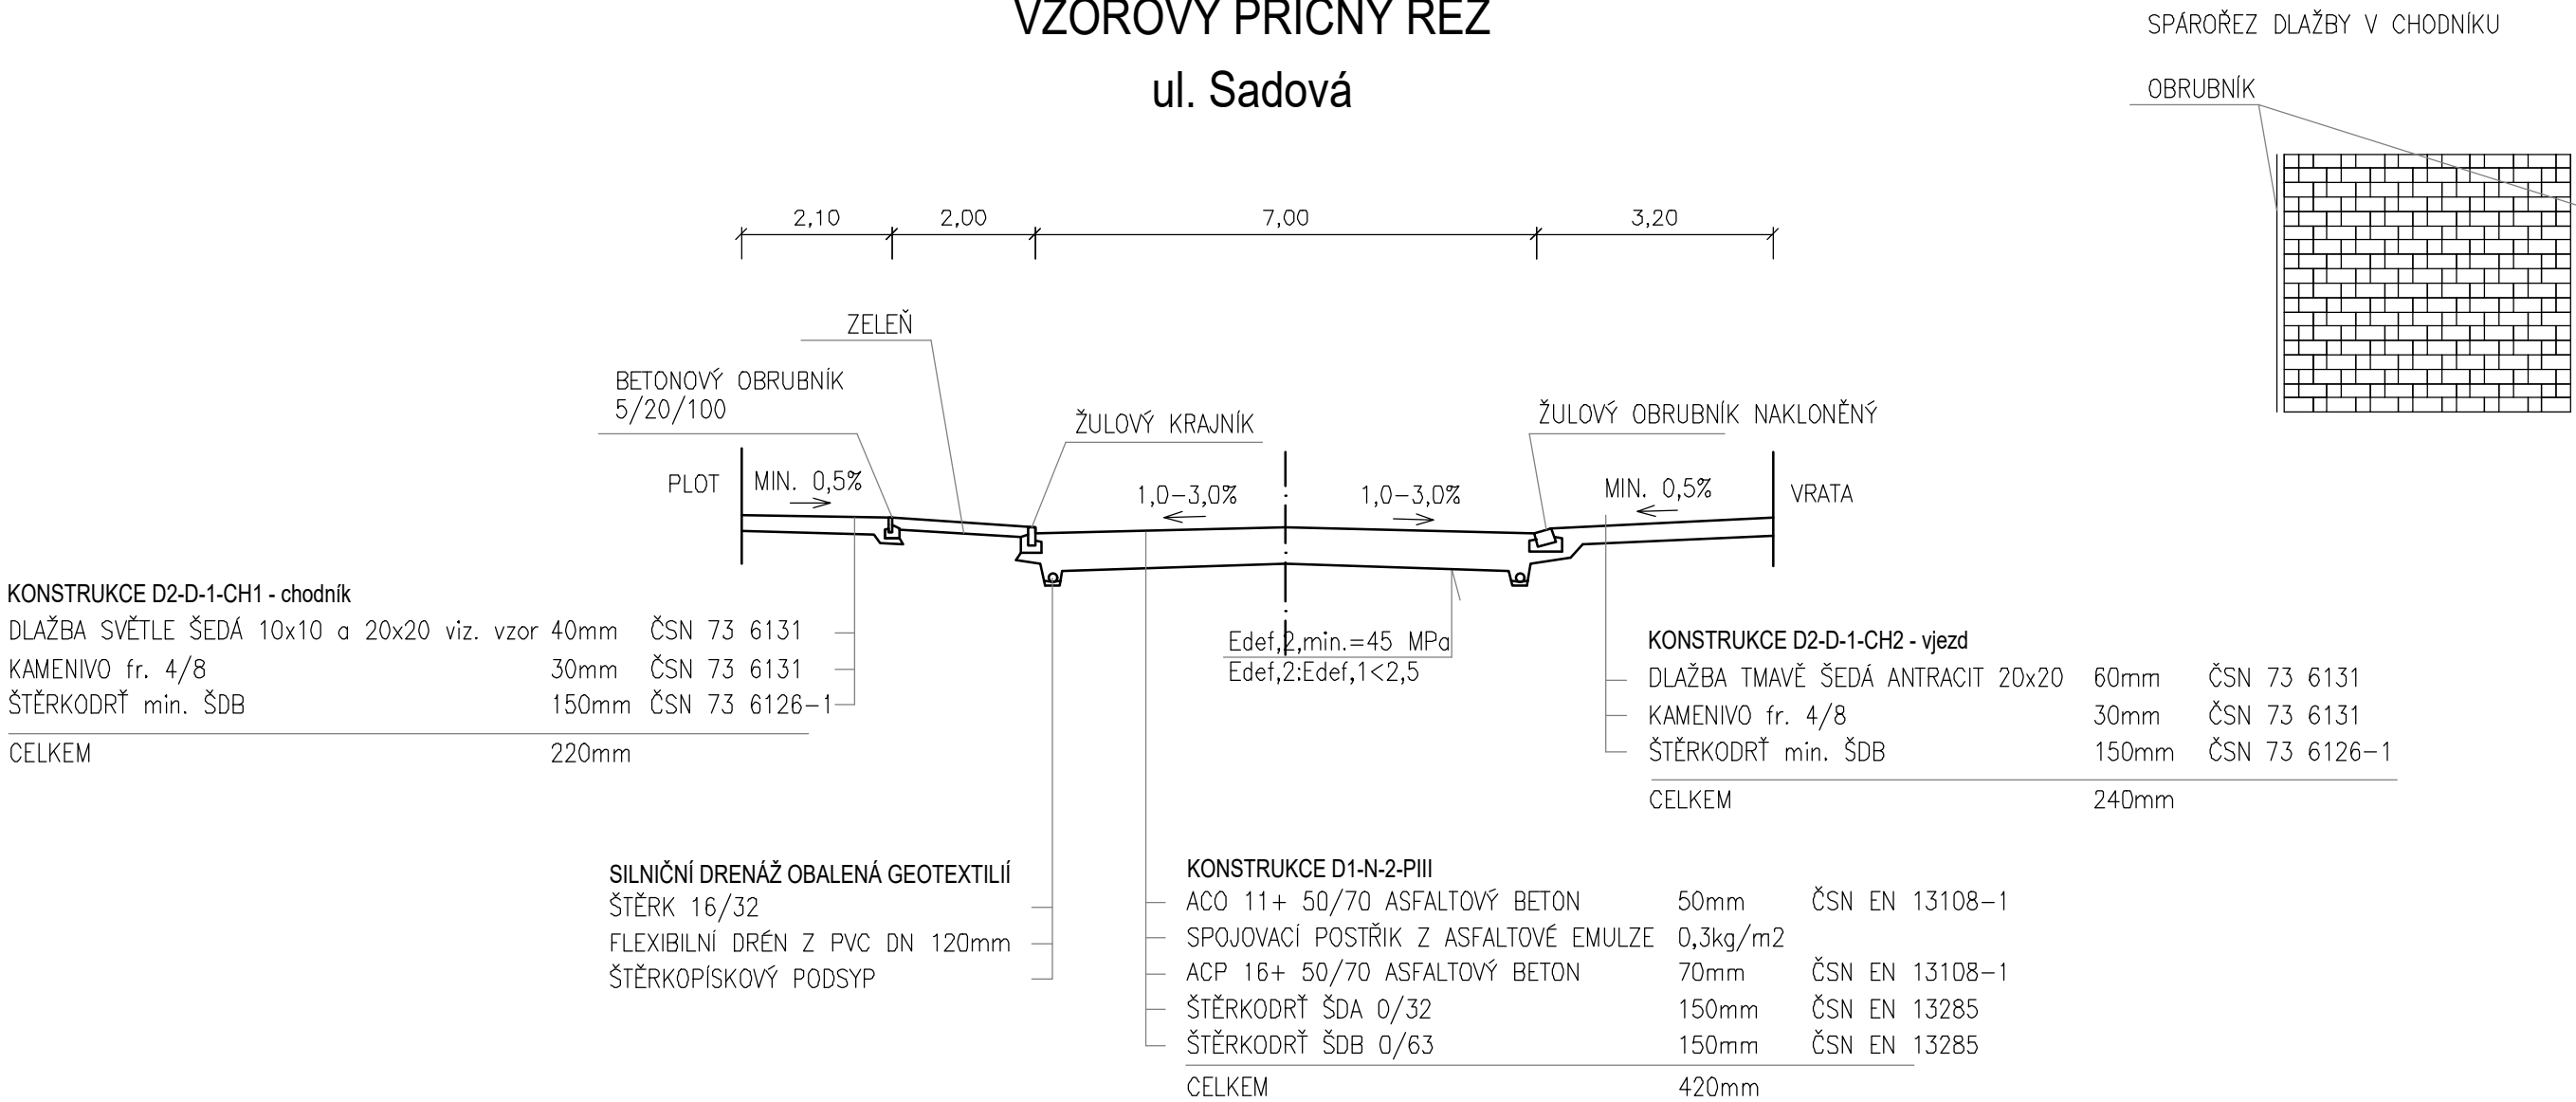 VZOROVÝ PŘÍČNÝ ŘEZ
ul. Sadová
SPÁROŘEZ DLAŽBY V CHODNÍKU
OBRUBNÍK
2,10 2,00 7,00 3,20
ZELEŇ
BETONOVÝ OBRUBNÍK
5/20/100
ŽULOVÝ KRAJNÍK
ŽULOVÝ OBRUBNÍK NAKLONĚNÝ
PLOT MIN. 0,5% 1,0-3,0% 1,0-3,0% MIN. 0,5% VRATA
KONSTRUKCE D2-D-1-CH1 - chodník
DLAŽBA SVĚTLE ŠEDÁ 10x10 a 20x20 viz. vzor 40mm ČSN 73 6131
KAMENIVO fr. 4/8 30mm ČSN 73 6131
ŠTĚRKODRŤ min. ŠDB 150mm ČSN 73 6126-1
CELKEM 220mm
Edef,2,min.=45 MPa
Edef,2:Edef,1<2,5
KONSTRUKCE D2-D-1-CH2 - vjezd
DLAŽBA TMAVĚ ŠEDÁ ANTRACIT 20x20 60mm ČSN 73 6131
KAMENIVO fr. 4/8 30mm ČSN 73 6131
ŠTĚRKODRŤ min. ŠDB 150mm ČSN 73 6126-1
CELKEM 240mm
SILNIČNÍ DRENÁŽ OBALENÁ GEOTEXTILIÍ
ŠTĚRK 16/32
FLEXIBILNÍ DRÉN Z PVC DN 120mm
ŠTĚRKOPÍSKOVÝ PODSYP
KONSTRUKCE D1-N-2-PIII
ACO 11+ 50/70 ASFALTOVÝ BETON 50mm ČSN EN 13108-1
SPOJOVACÍ POSTŘIK Z ASFALTOVÉ EMULZE 0,3kg/m2
ACP 16+ 50/70 ASFALTOVÝ BETON 70mm ČSN EN 13108-1
ŠTĚRKODRŤ ŠDA 0/32 150mm ČSN EN 13285
ŠTĚRKODRŤ ŠDB 0/63 150mm ČSN EN 13285
CELKEM 420mm